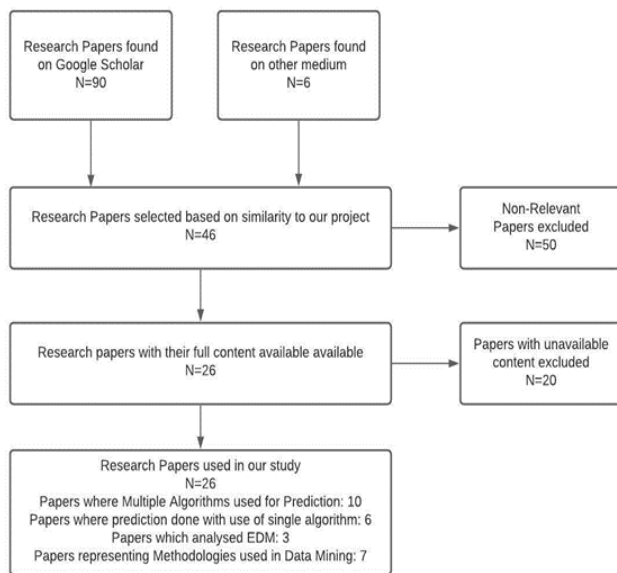 Research Papers found
on Google Scholar
N=90
Research Papers found
on other medium
N=6
Research Papers selected based on similarity to our project
N=46
Non-Relevant
Papers excluded
N=50
Research papers with their full content available available
N=26
Papers with unavailable
content excluded
N=20
Research Papers used in our study
N=26
Papers where Multiple Algorithms used for Prediction: 10
Papers where prediction done with use of single algorithm: 6
Papers which analysed EDM: 3
Papers representing Methodologies used in Data Mining: 7